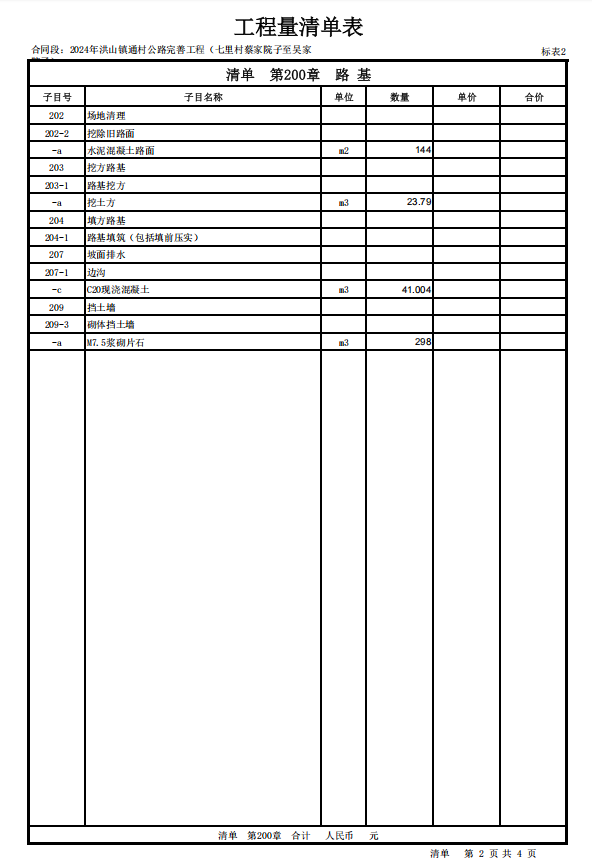 工程量清单表
合同段：2024年洪山镇通村公路完善工程（七里村蔡家院子至吴家
标表2
清单 第200章 路 基
子目号 子目名称 单位 数量 单价 合价
202 场地清理
202-2 挖除旧路面
-a 水泥混凝土路面 m2 144
203 挖方路基
203-1 路基挖方
-a 挖土方 m3 23.79
204 填方路基
204-1 路基填筑（包括填前压实）
207 坡面排水
207-1 边沟
-c C20现浇混凝土 m3 41.004
209 挡土墙
209-3 砌体挡土墙
-a M7.5浆砌片石 m3 298
清单 第200章 合计 人民币 元
清单 第 2 页 共 4 页